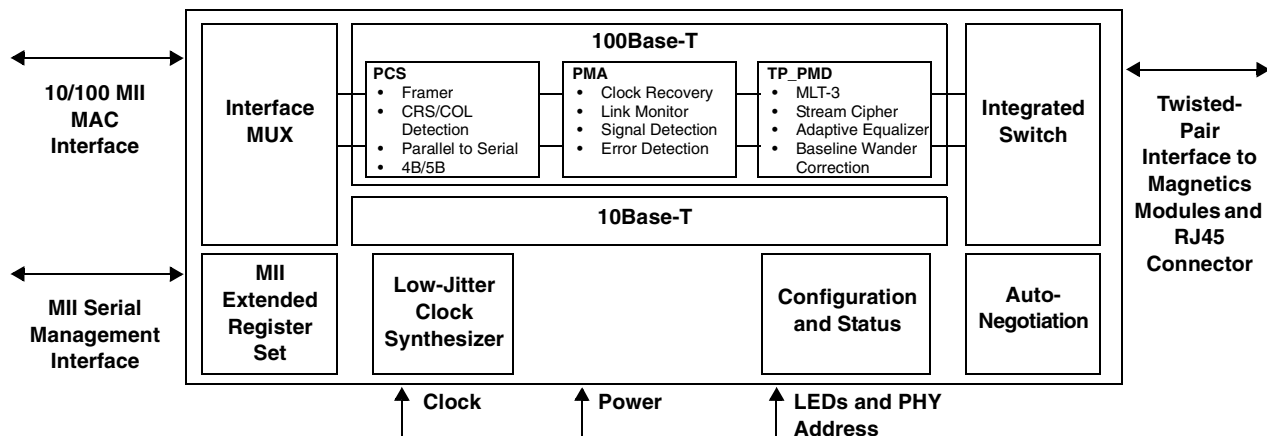 100Base-T
10/100 MII
MAC
Interface
Interface
MUX
PCS
• Framer
• CRS/COL
Detection
• Parallel to Serial
• 4B/5B
PMA
• Clock Recovery
• Link Monitor
• Signal Detection
• Error Detection
TP_PMD
• MLT-3
• Stream Cipher
• Adaptive Equalizer
• Baseline Wander
Correction
Integrated
Switch
Twisted-
Pair
Interface to
Magnetics
Modules and
RJ45
Connector
10Base-T
MII Serial
Management
Interface
MII
Extended
Register
Set
Low-Jitter
Clock
Synthesizer
Configuration
and Status
Auto-
Negotiation
Clock
Power
LEDs and PHY
Address